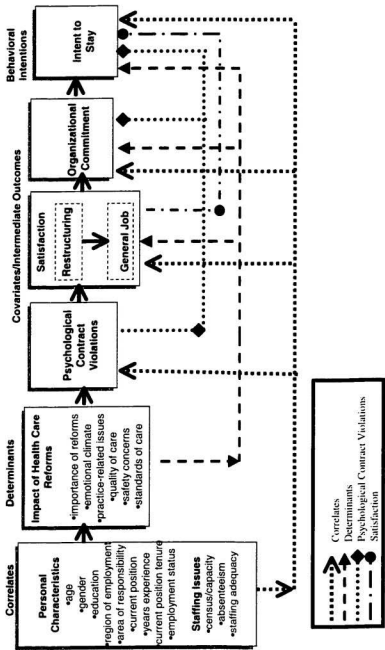 Correlates
Personal
Characteristics
•age
•gender
•education
•region of employment
•area of responsibility
•current position
•years experience
•current position tenure
•employment status
Staffing Issues
•census/capacity
•absenteeism
•staffing adequacy
Determinants
Impact of Health Care
Reforms
•importance of reforms
•emotional climate
•practice-related issues
•quality of care
•safety concerns
•standards of care
Covariates/Intermediate Outcomes
Psychological
Contract
Violations
Satisfaction
Restructuring
General Job
Organizational
Commitment
Behavioral
Intentions
Intent to
Stay
Correlates
Determinants
Psychological Contract Violations
Satisfaction